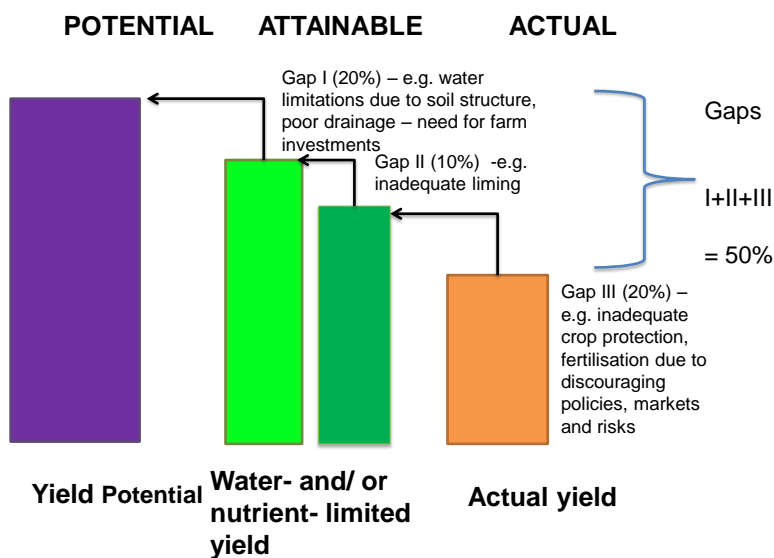 POTENTIAL ATTAINABLE ACTUAL
Gap I (20%) – e.g. water
limitations due to soil structure,
poor drainage – need for farm
investments
Gap II (10%) -e.g.
inadequate liming
Gaps
I+II+III
= 50%
Gap III (20%) –
e.g. inadequate
crop protection,
fertilisation due to
discouraging
policies, markets
and risks
Yield Potential
Water- and/ or
nutrient- limited
yield
Actual yield